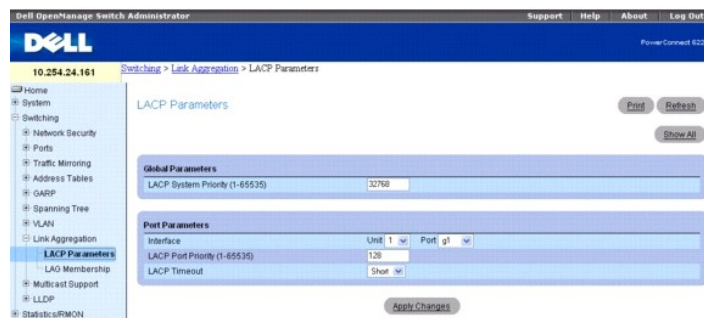 Dell OpenManage Switch Administrator
Support Help About Log Out
DELL
PowerConnect 622
10.254.24.161
Switching > Link Aggregation > LACP Parameters
Home
System
Switching
Network Security
Ports
Traffic Mirroring
Address Tables
GARP
Spanning Tree
VLAN
Link Aggregation
LACP Parameters
LAG Membership
Multicast Support
LLDP
Statistics/RMON
LACP Parameters
Print Refresh
Show All
Global Parameters
LACP System Priority (1-65535) 32768
Port Parameters
Interface Unit 1 Port g1
LACP Port Priority (1-65535) 128
LACP Timeout Short
Apply Changes